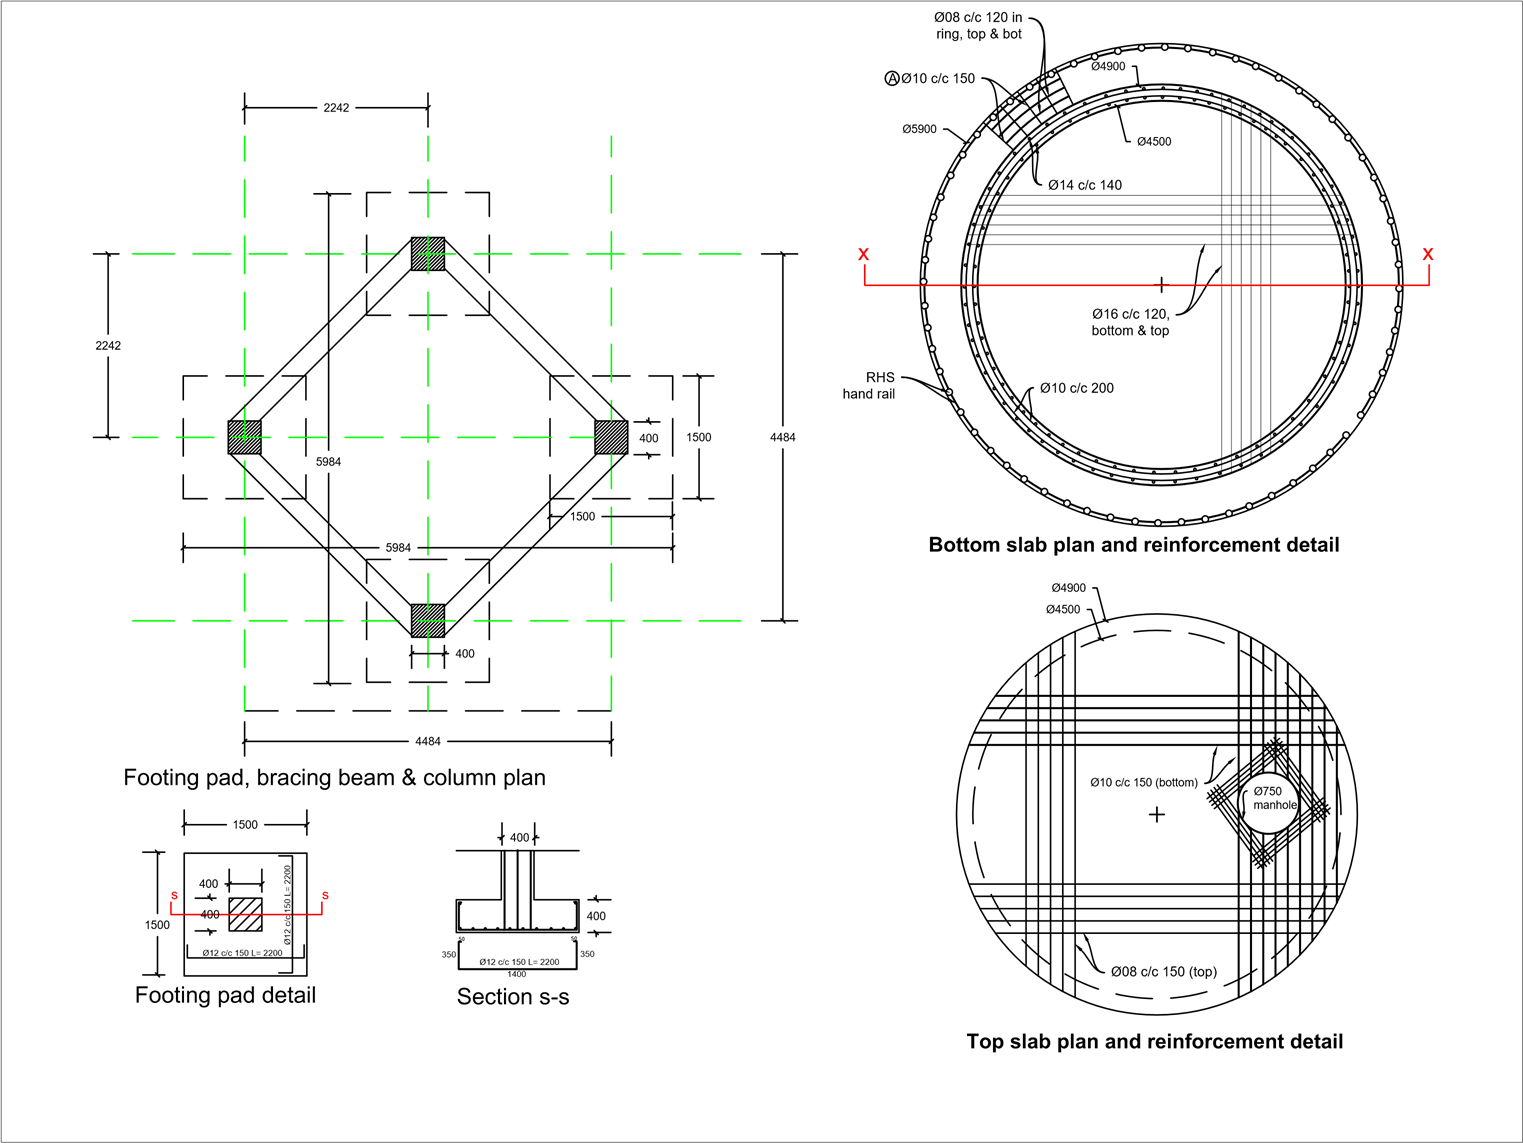 2242
2242
5984
400
1500
4484
1500
5984
400
4484
Footing pad, bracing beam & column plan
1500
400
400
1500
s
s
Ø12 c/c 150 L= 2200
Ø12 c/c 150 L= 2200
Footing pad detail
400
400
50
50
350
350
Ø12 c/c 150 L= 2200
1400
Section s-s
Ø08 c/c 120 in
ring, top & bot
A Ø10 c/c 150
Ø4900
Ø5900
Ø4500
Ø14 c/c 140
X
X
Ø16 c/c 120,
bottom & top
RHS
hand rail
Ø10 c/c 200
Bottom slab plan and reinforcement detail
Ø4900
Ø4500
Ø10 c/c 150 (bottom)
Ø750
manhole
Ø08 c/c 150 (top)
Top slab plan and reinforcement detail